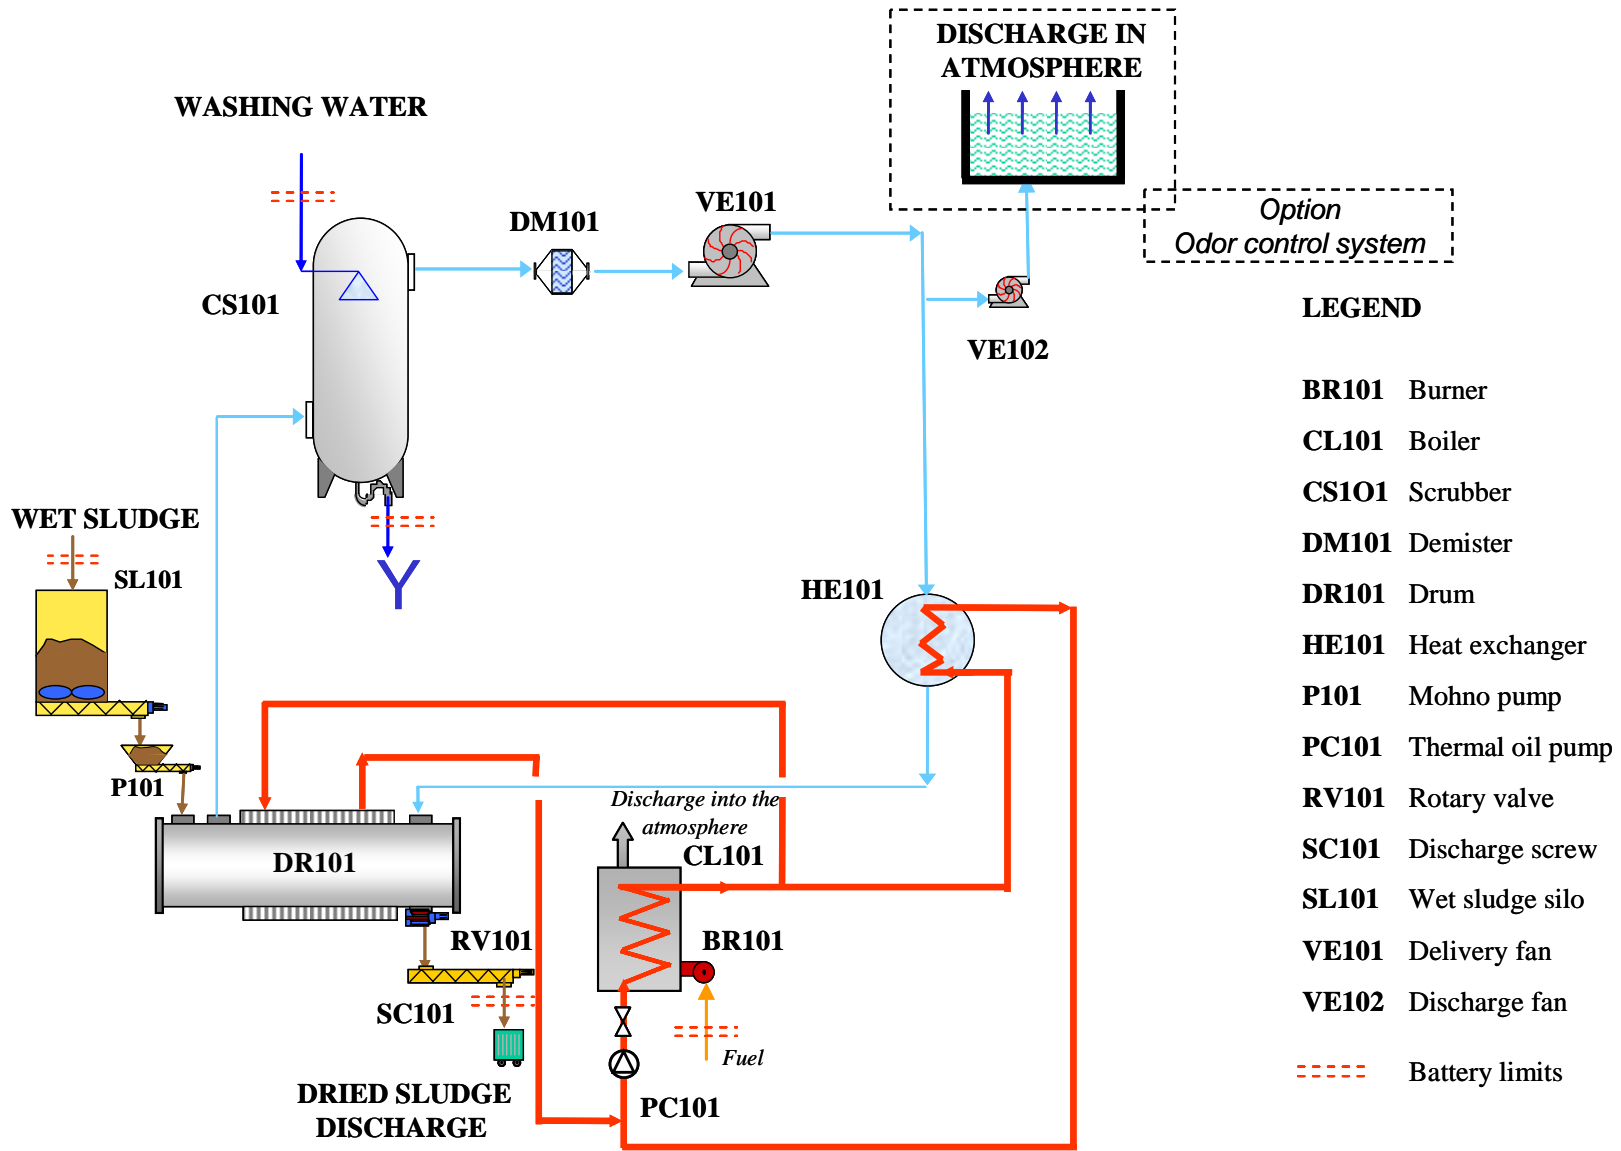 DISCHARGE IN
ATMOSPHERE
WASHING WATER
VE101
DM101
Option
Odor control system
CS101
VE102
LEGEND
BR101 Burner
CL101 Boiler
CS1O1 Scrubber
DM101 Demister
DR101 Drum
HE101 Heat exchanger
P101 Mohno pump
PC101 Thermal oil pump
RV101 Rotary valve
SC101 Discharge screw
SL101 Wet sludge silo
VE101 Delivery fan
VE102 Discharge fan
Battery limits
WET SLUDGE
SL101
HE101
P101
Discharge into the
atmosphere
CL101
DR101
RV101
BR101
SC101
Fuel
DRIED SLUDGE
DISCHARGE
PC101